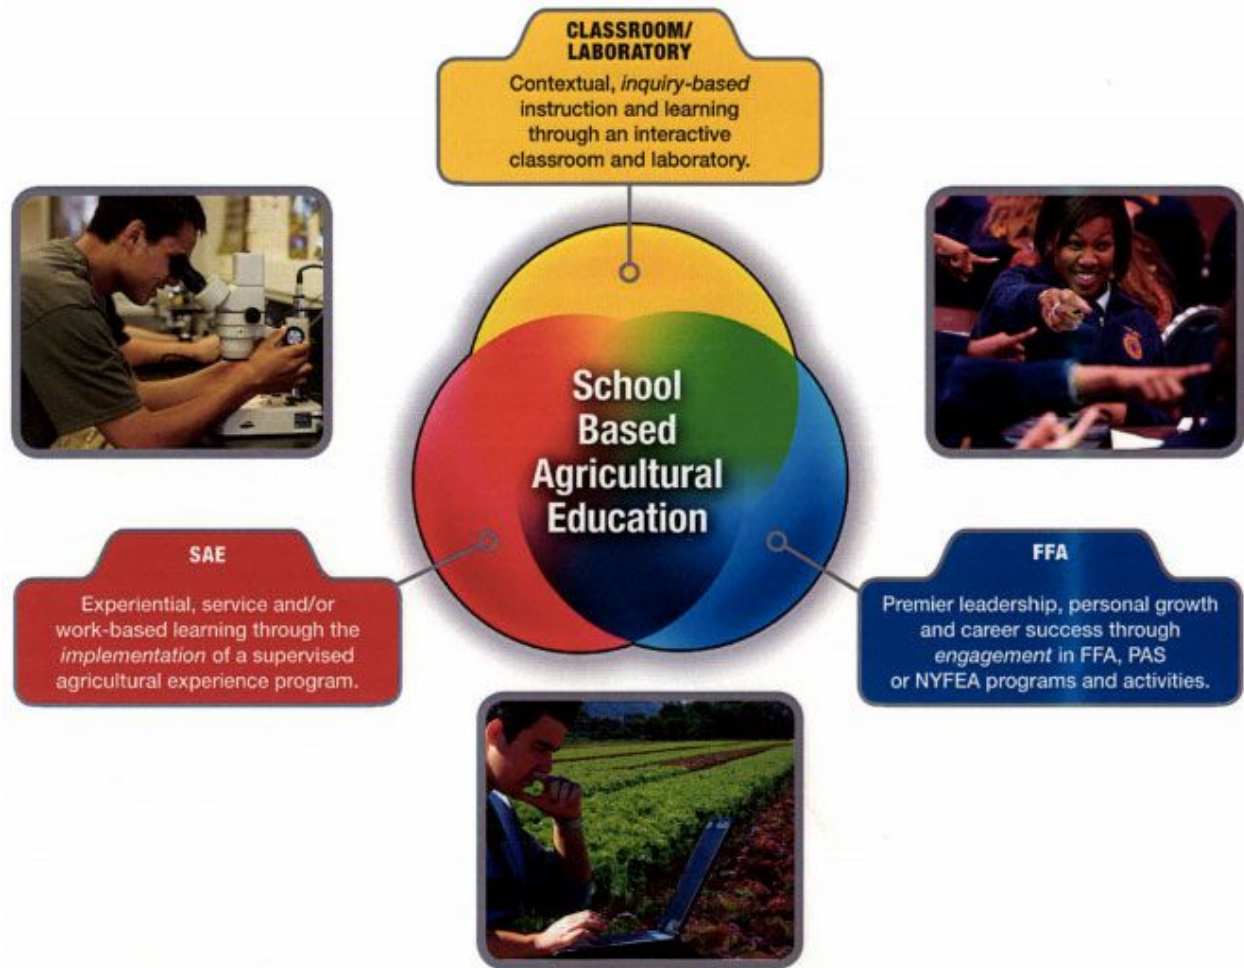 CLASSROOM/
LABORATORY
Contextual, inquiry-based
instruction and learning
through an interactive
classroom and laboratory.
School
Based
Agricultural
Education
SAE
Experiential, service and/or
work-based learning through the
implementation of a supervised
agricultural experience program.
FFA
Premier leadership, personal growth
and career success through
engagement in FFA, PAS
or NYFEA programs and activities.